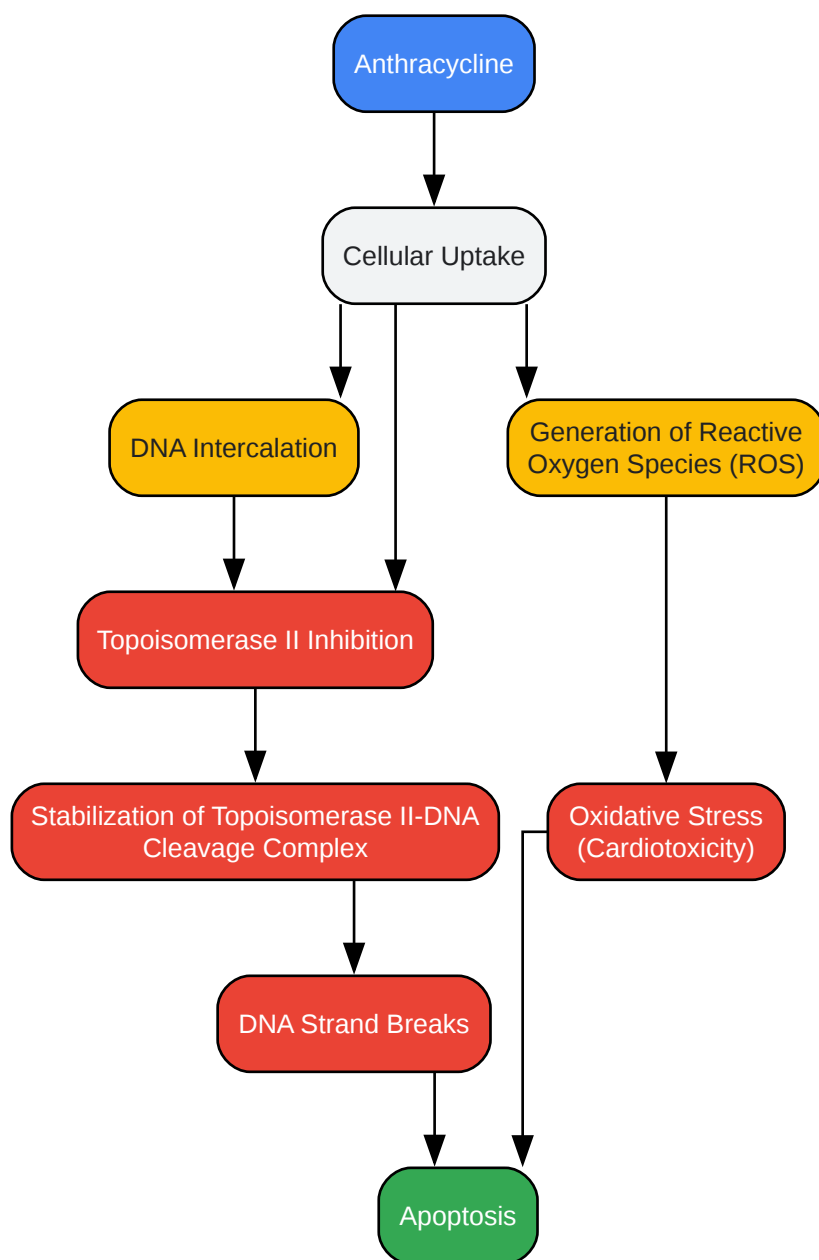 Anthracycline
Cellular Uptake
DNA Intercalation
Generation of Reactive
Oxygen Species (ROS)
Topoisomerase II Inhibition
Stabilization of Topoisomerase II-DNA
Cleavage Complex
Oxidative Stress
(Cardiotoxicity)
DNA Strand Breaks
Apoptosis